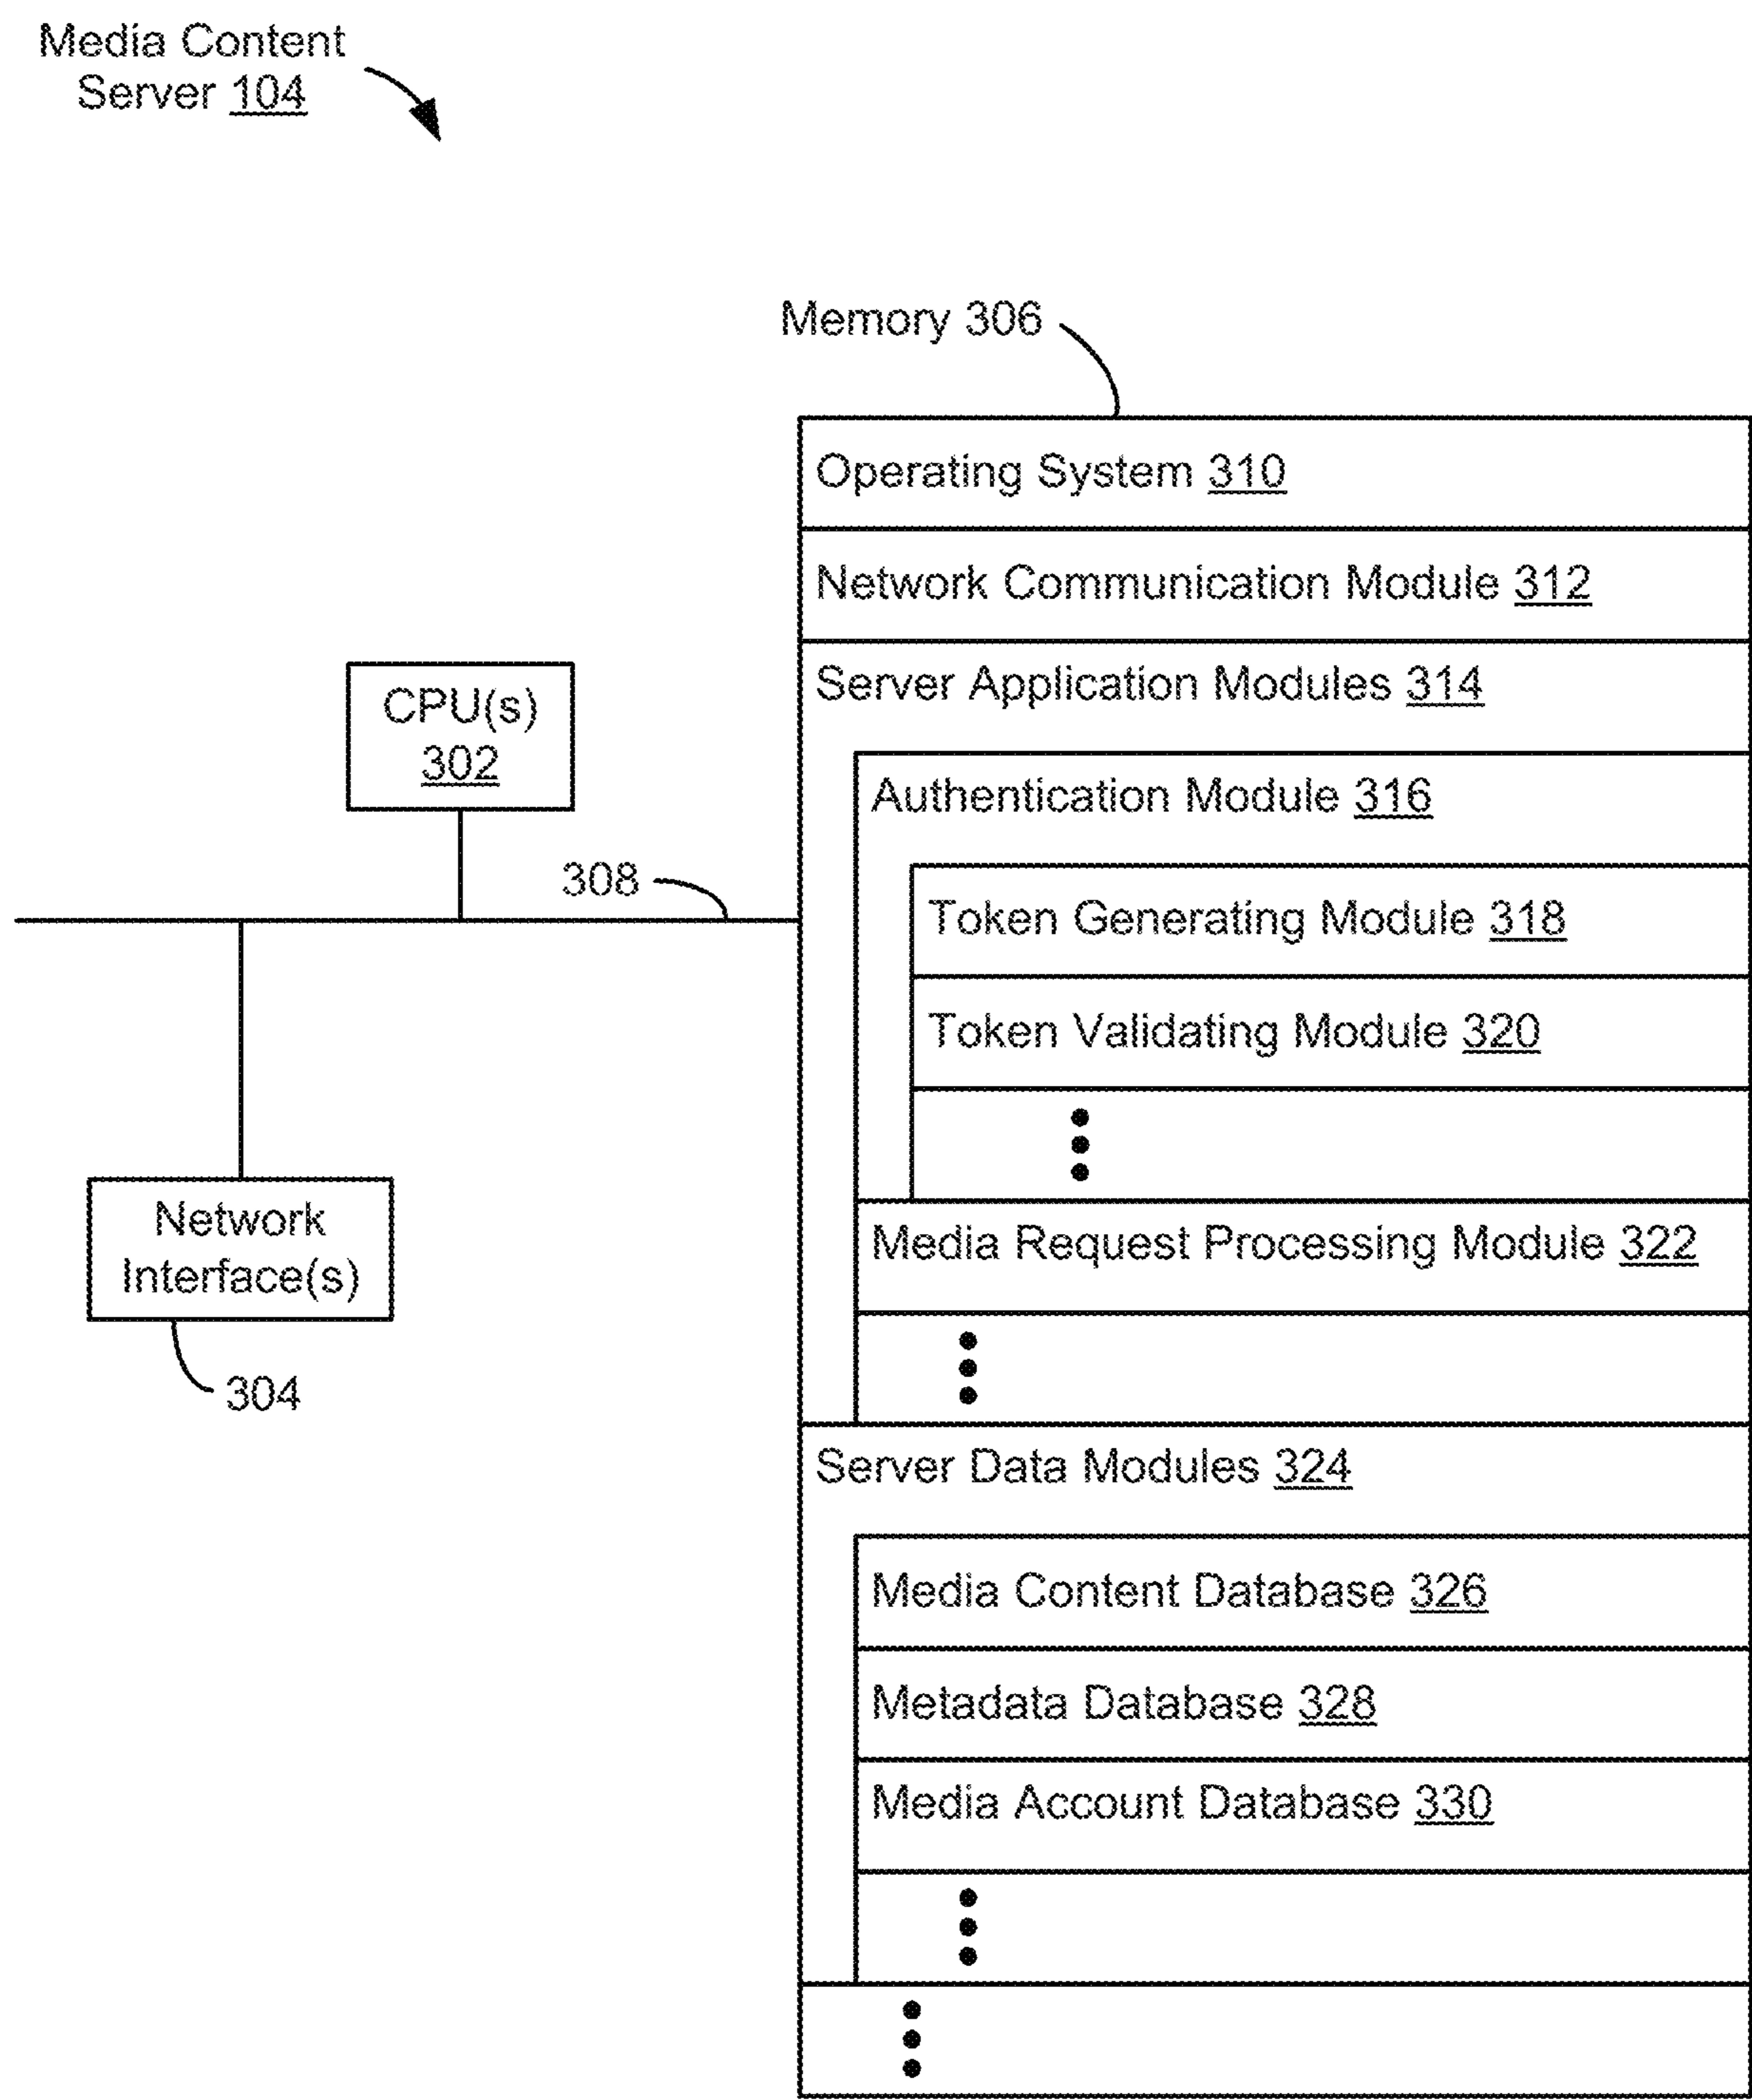 Media Content
Server 104
Memory 306
Operating System 310
Network Communication Module 312
Server Application Modules 314
CPU(s)
302
Authentication Module 316
308
Token Generating Module 318
Token Validating Module 320
Network
Interface(s)
304
Media Request Processing Module 322
Server Data Modules 324
Media Content Database 326
Metadata Database 328
Media Account Database 330